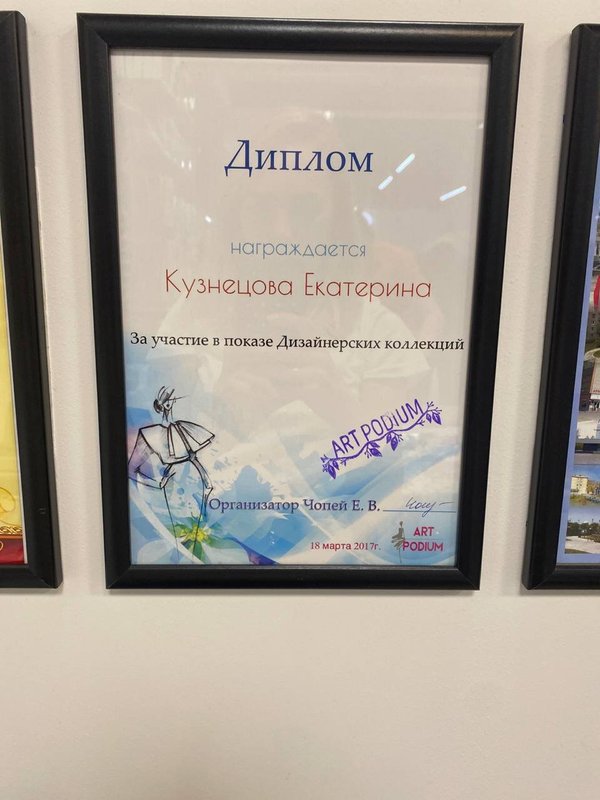 Диплом
награждается
Кузнецова Екатерина
За участие в показе Дизайнерских коллекций
ART PODIUM
Организатор Чопей Е. В.
18 марта 2017г.
ART
PODIUM